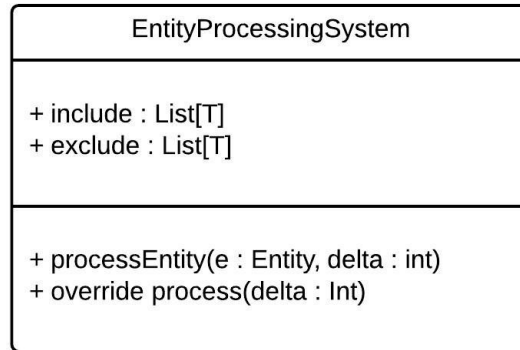 EntityProcessingSystem
+ include : List[T]
+ exclude : List[T]
+ processEntity(e : Entity, delta : int)
+ override process(delta : Int)